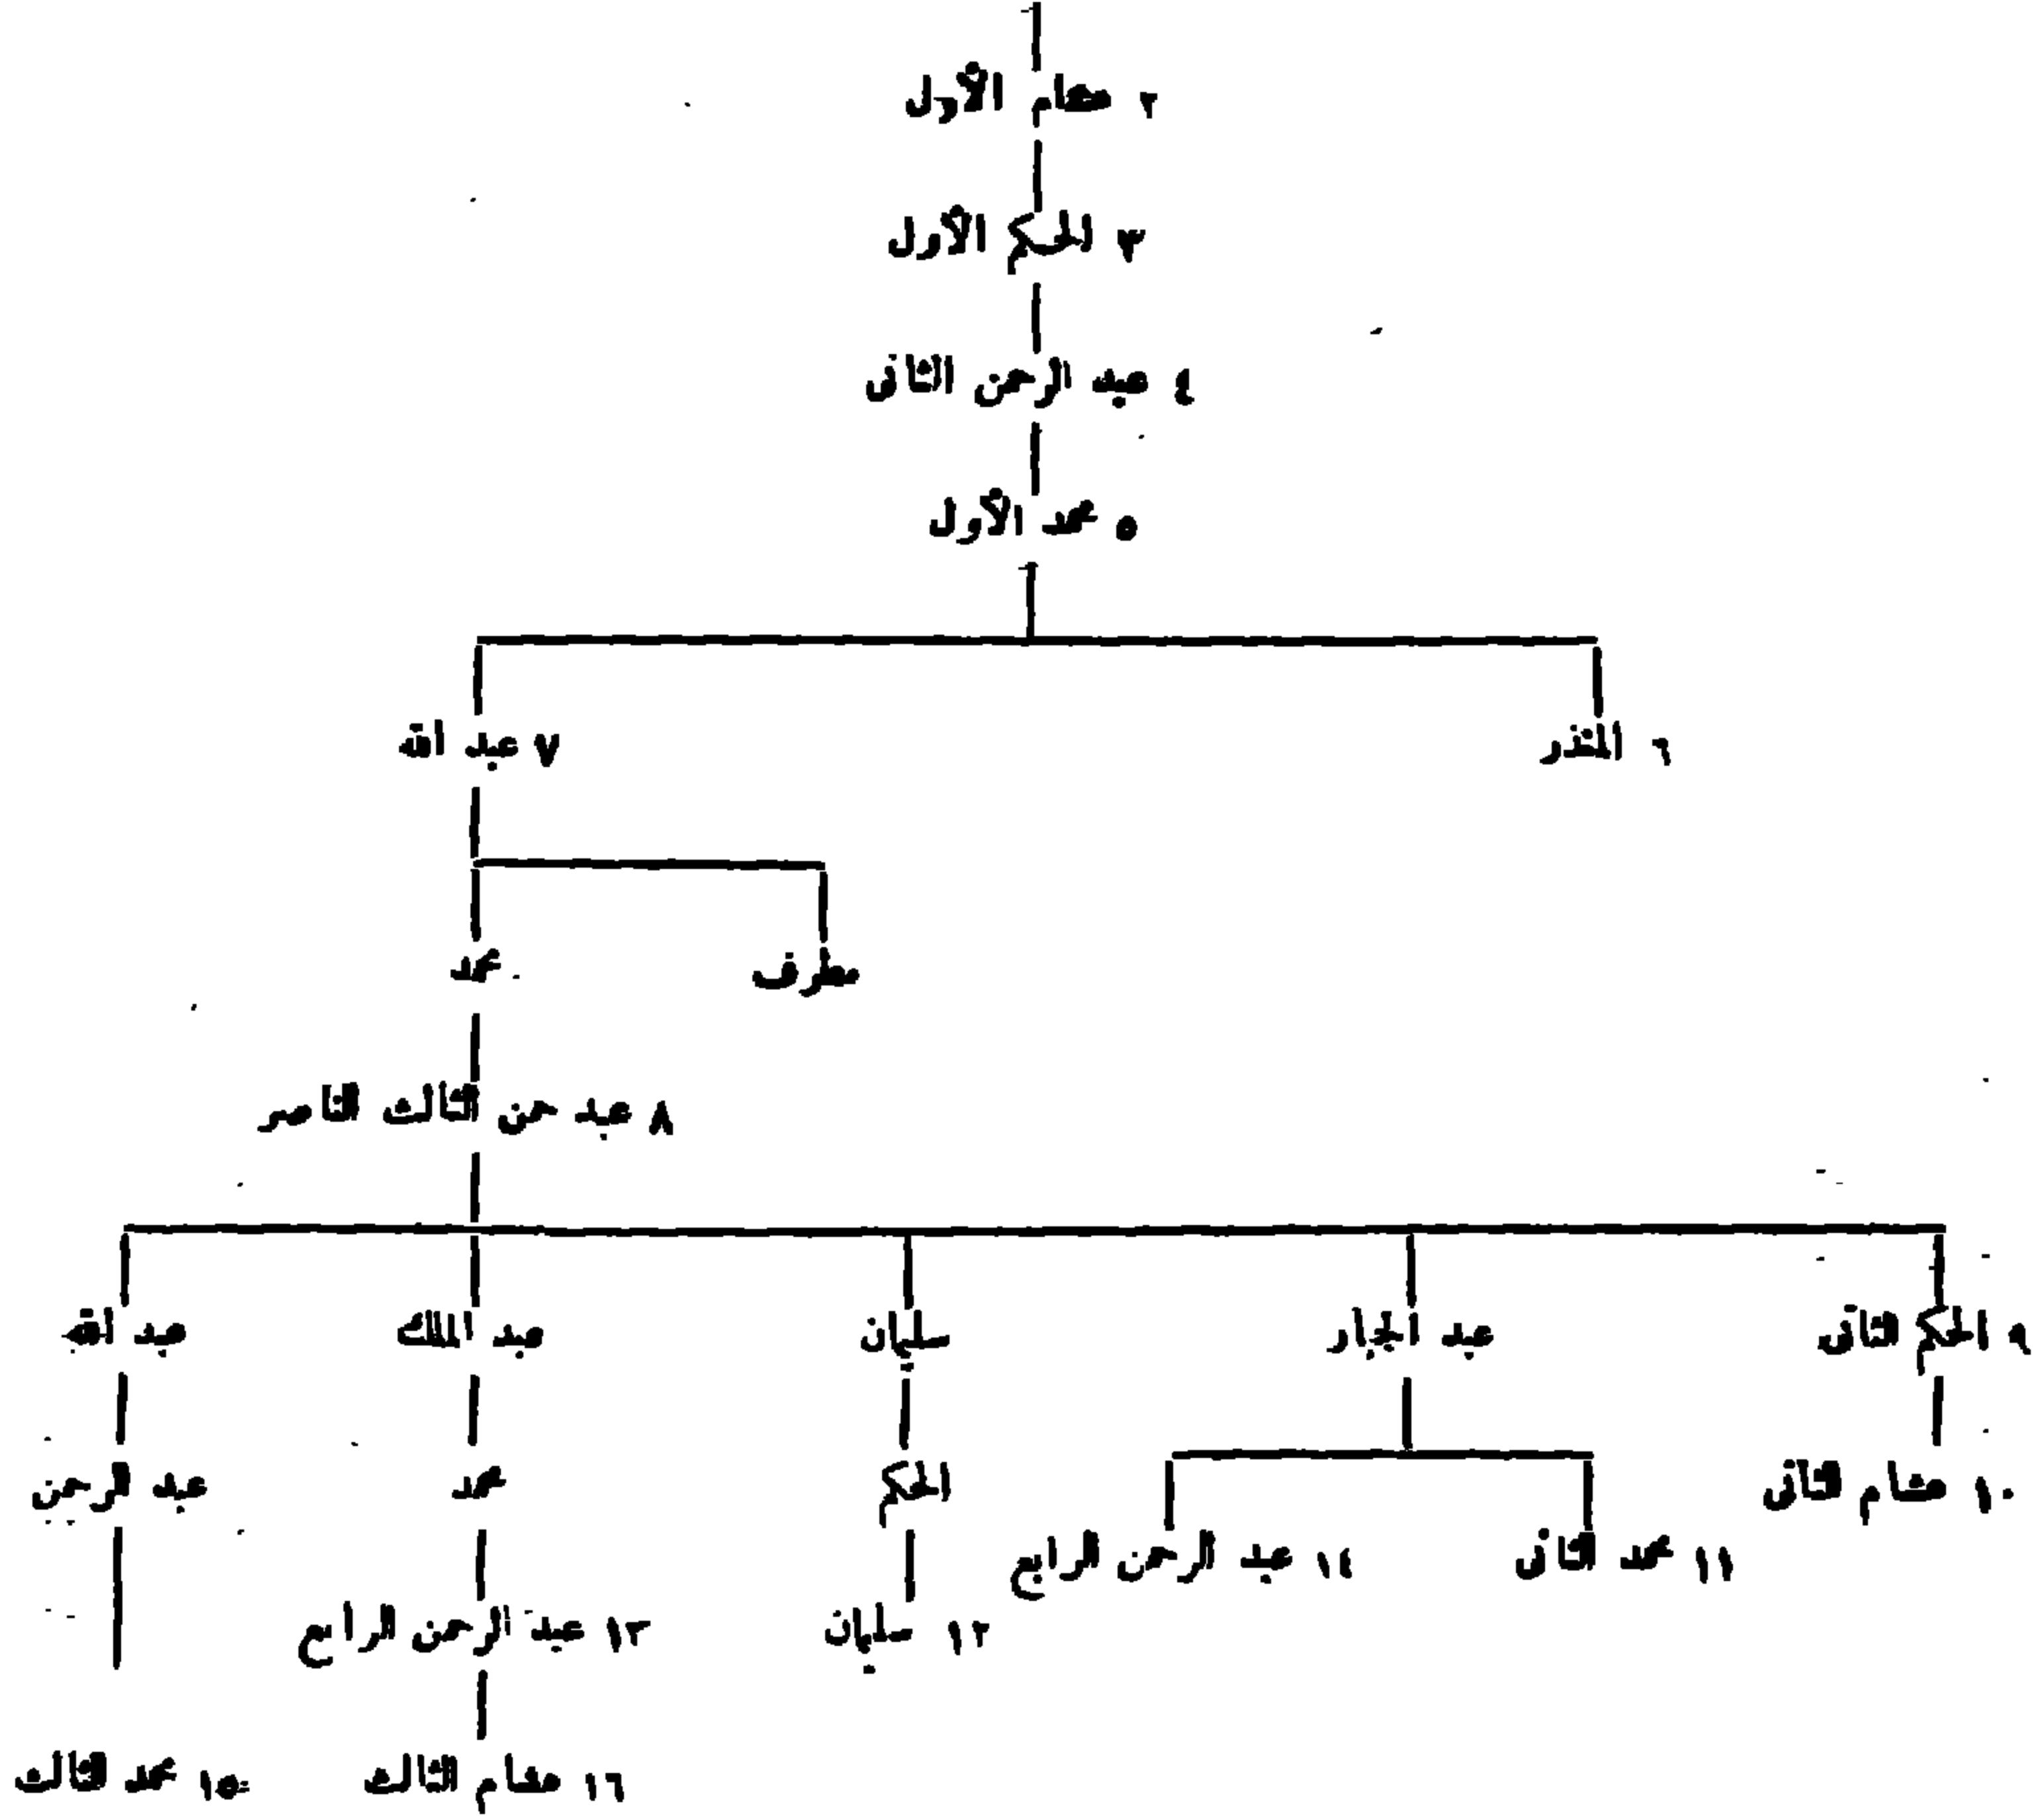 ٢ هشام الأول
٣ الحكم الأول
٤ عبد الرحمن الثانى
٥ محمد الأول
٦ المنذر
٧ عبد الله
مطرف
محمد
٨ عبد حمن الثالث الناصر
٩ الحكم الثانى
عبد الجبار
سليمان
عبد الملك
عبد الله
١٠ هشام الثانى
الحكم
محمد
عبد الرحمن
١١ محمد الثانى
١٤ عبد الرحمن الرابع
١٢ سليمان
١٣ عبد الرحمن الرابع
١٦ هشام الثالث
١٥ محمد الثالث